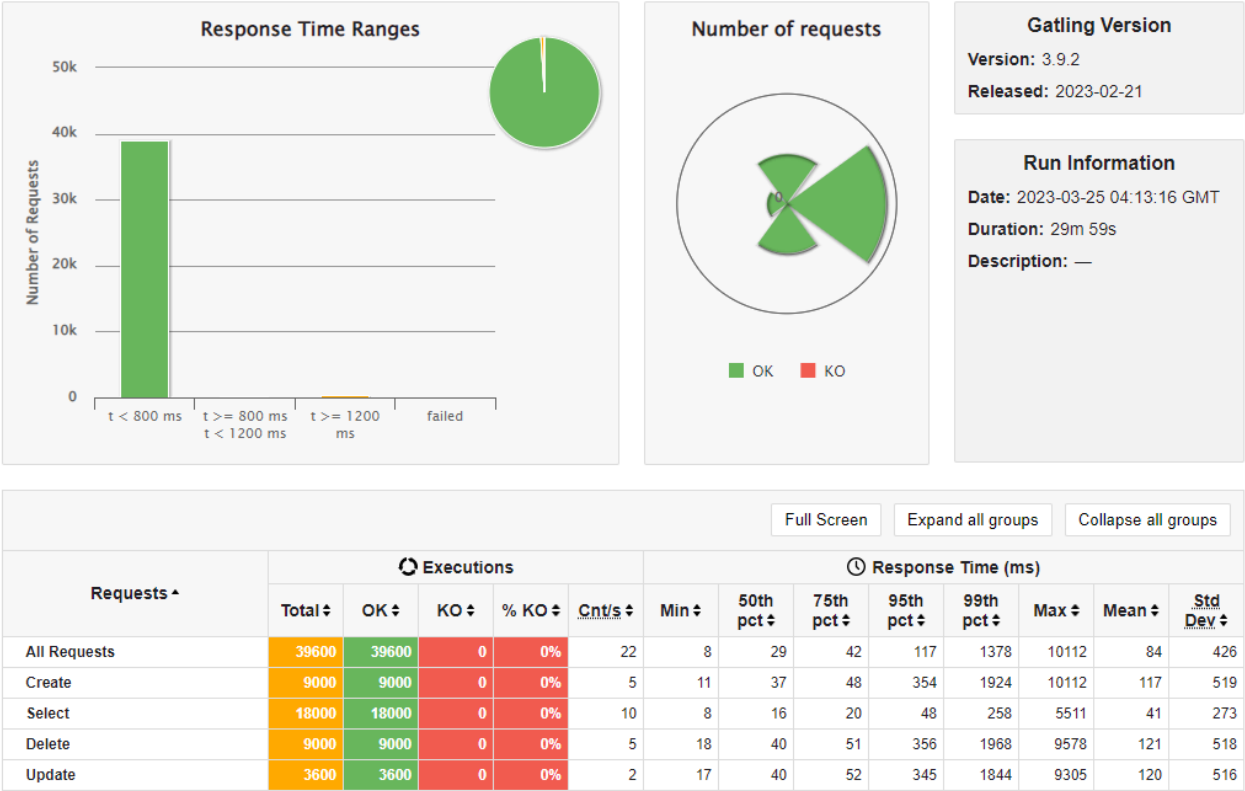 Response Time Ranges
Number of Requests
50k
40k
30k
20k
10k
0
t < 800 ms
t >= 800 ms
t < 1200 ms
t >= 1200
ms
failed
Number of requests
0
OK KO
Gatling Version
Version: 3.9.2
Released: 2023-02-21
Run Information
Date: 2023-03-25 04:13:16 GMT
Duration: 29m 59s
Description: —
Full Screen Expand all groups Collapse all groups
Requests Executions Response Time (ms)
Total OK KO % KO Cnt/s Min 50th pct 75th pct 95th pct 99th pct Max Mean Std Dev
All Requests 39600 39600 0 0% 22 8 29 42 117 1378 10112 84 426
Create 9000 9000 0 0% 5 11 37 48 354 1924 10112 117 519
Select 18000 18000 0 0% 10 8 16 20 48 258 5511 41 273
Delete 9000 9000 0 0% 5 18 40 51 356 1968 9578 121 518
Update 3600 3600 0 0% 2 17 40 52 345 1844 9305 120 516